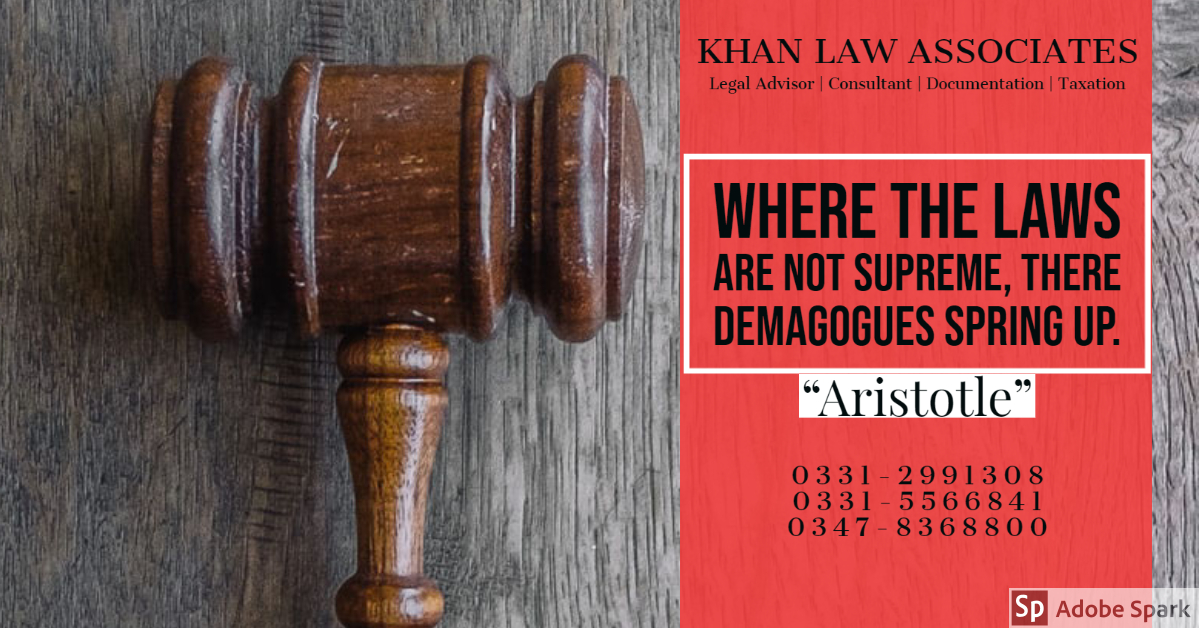 KHAN LAW ASSOCIATES
Legal Advisor | Consultant | Documentation | Taxation
WHERE THE LAWS
ARE NOT SUPREME, THERE
DEMAGOGUES SPRING UP.
“Aristotle”
0331-2991308
0331-5566841
0347-8368800
Sp Adobe Spark